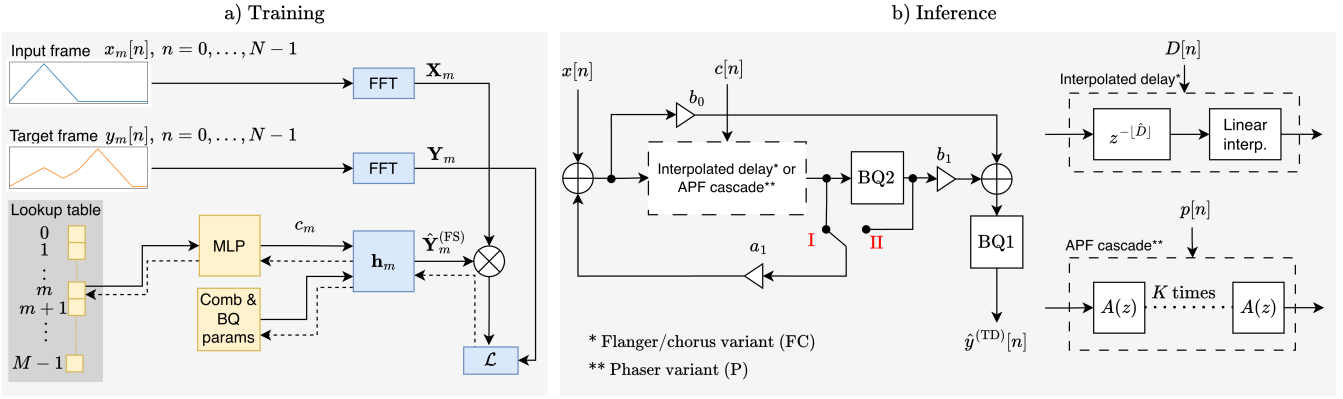 a) Training
Input frame x_m[n], n = 0, ..., N − 1
FFT
X_m
Target frame y_m[n], n = 0, ..., N − 1
FFT
Y_m
Lookup table
0
1
⋮
m
m + 1
⋮
M − 1
MLP
c_m
Comb &
BQ
params
h_m
Ŷ_m^(FS)
ℒ
b) Inference
x[n]
c[n]
b_0
Interpolated delay* or
APF cascade**
BQ2
b_1
I
II
a_1
BQ1
ŷ^(TD)[n]
* Flanger/chorus variant (FC)
** Phaser variant (P)
D[n]
Interpolated delay*
z^{−⌊D̂⌋}
Linear
interp.
p[n]
APF cascade**
A(z)
K times
A(z)